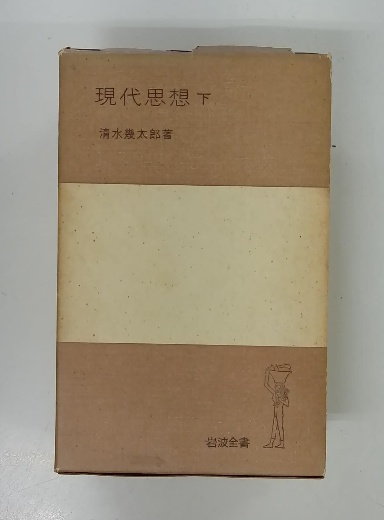 現代思想 下
清水幾太郎著
岩波全書